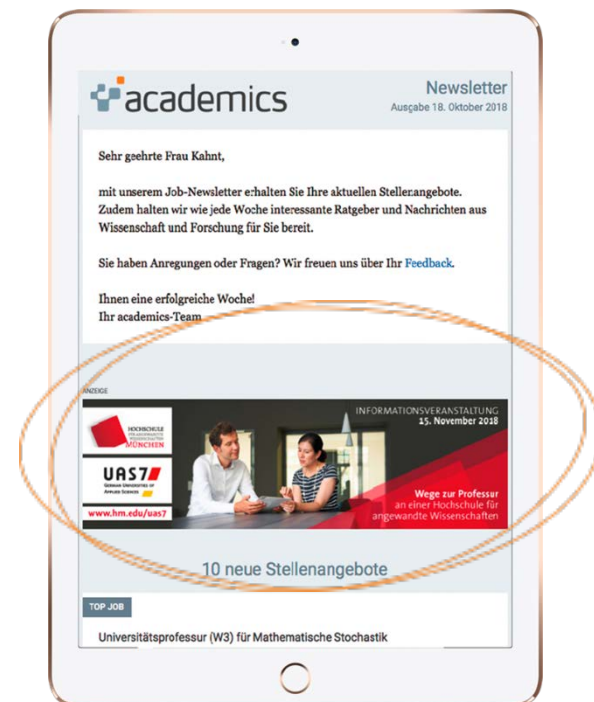 academics
Newsletter
Ausgabe 18. Oktober 2018
Sehr geehrte Frau Kahnt,
mit unserem Job-Newsletter erhalten Sie Ihre aktuellen Stellenangebote.
Zudem halten wir wie jede Woche interessante Ratgeber und Nachrichten aus
Wissenschaft und Forschung für Sie bereit.
Sie haben Anregungen oder Fragen? Wir freuen uns über Ihr Feedback.
Ihnen eine erfolgreiche Woche!
Ihr academics-Team
ANZEIGE
HOCHSCHULE
FÜR ANGEWANDTE
WISSENSCHAFTEN
MÜNCHEN
UAS7
German Universities of
Applied Sciences
www.hm.edu/uas7
INFORMATIONSVERANSTALTUNG
15. November 2018
Wege zur Professur
an einer Hochschule für
angewandte Wissenschaften
10 neue Stellenangebote
TOP JOB
Universitätsprofessur (W3) für Mathematische Stochastik